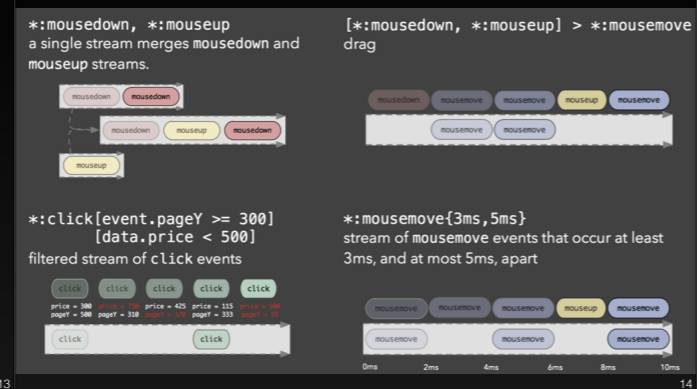 *:mousedown, *:mouseup
a single stream merges mousedown and
mouseup streams.
mousedown mousedown
mousedown mouseup mousedown
mouseup
[*:mousedown, *:mouseup] > *:mousemove
drag
mousedown mousemove mousemove mouseup mousemove
mousemove mousemove
*:click[event.pageY >= 300]
[data.price < 500]
filtered stream of click events
click click click click click
price = 300 price = 750 price = 425 price = 115
pageY = 500 pageY = 310 pageY = 333
click click
*:mousemove{3ms,5ms}
stream of mousemove events that occur at least
3ms, and at most 5ms, apart
mousemove mousemove mousemove mouseup mousemove
mousemove mousemove mousemove
0ms 2ms 4ms 6ms 8ms 10ms
13
14